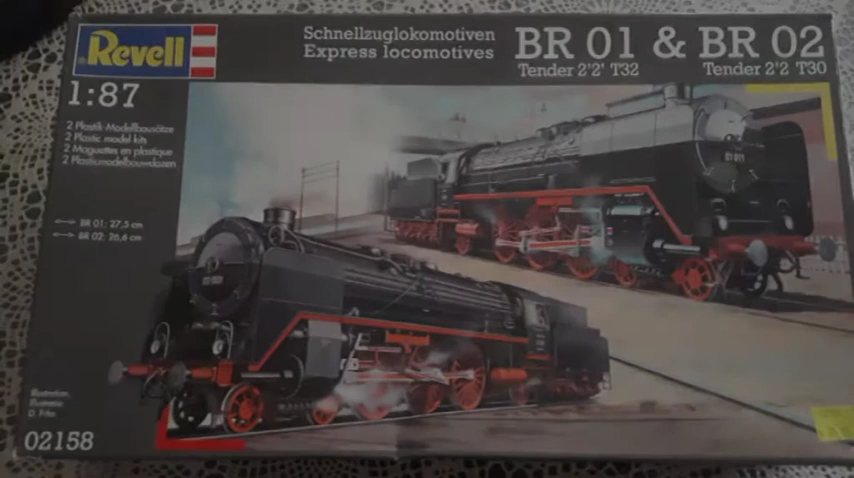 Revell
Schnellzuglokomotiven
Express locomotives
BR 01 & BR 02
Tender 2'2' T32
Tender 2'2 T30
1:87
2 Plastik-Modellbausätze
2 Plastic model kits
2 Maquettes en plastique
2 Plastiekmodelbouwdozen
BR 01: 27,5 cm
BR 02: 26,6 cm
Illustration:
02158